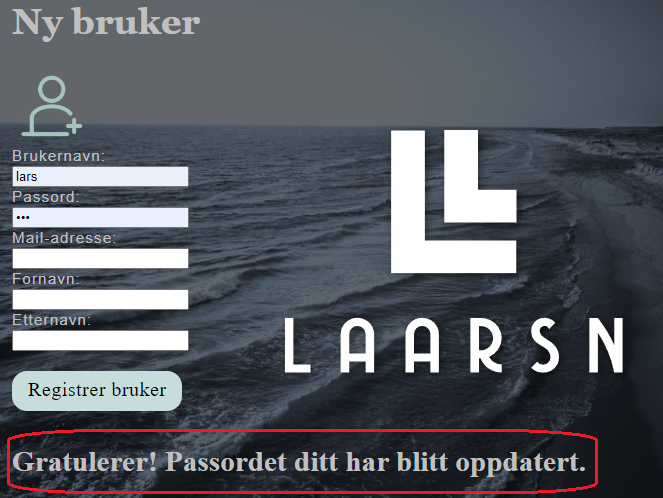 Ny bruker
Brukernavn:
lars
Passord:
•••
Mail-adresse:
Fornavn:
Etternavn:
Registrer bruker
LAARSN
Gratulerer! Passordet ditt har blitt oppdatert.